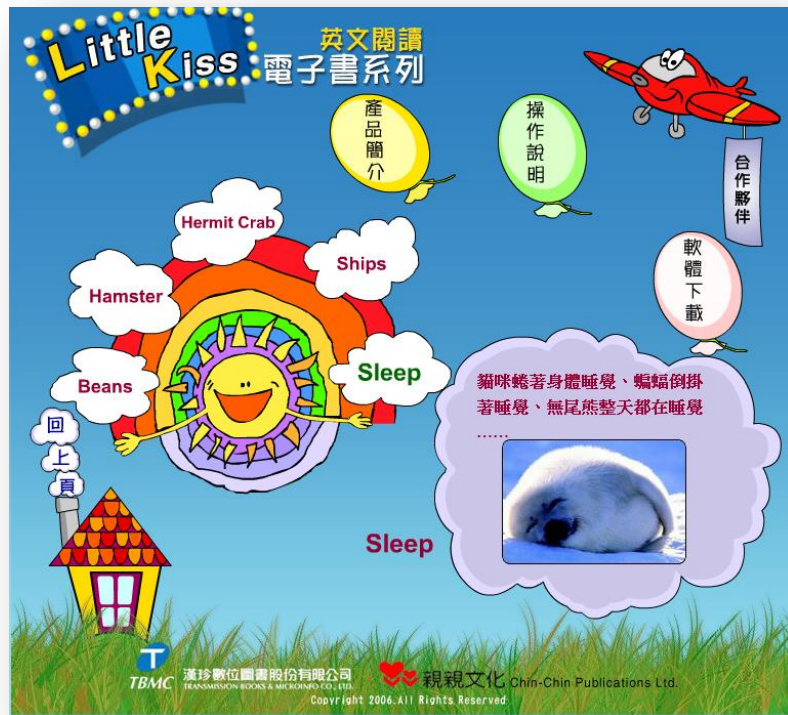 Little Kiss
英文閱讀
電子書系列
產品簡介
操作說明
合作夥伴
軟體下載
Hermit Crab
Ships
Hamster
Sleep
Beans
貓咪蜷著身體睡覺、蝙蝠倒掛
著睡覺、無尾熊整天都在睡覺
……
回上頁
Sleep
TBMC
漢珍數位圖書股份有限公司
TRANSMISSION BOOKS & MICROINFO CO., LTD.
親親文化 Chin-Chin Publications Ltd.
Copyright 2006.All Rights Reserved